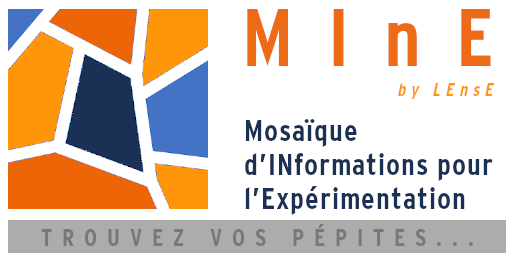 MInE
by LEnsE
Mosaïque
d'INformations pour
l'Expérimentation
TROUVEZ VOS PÉPITES...